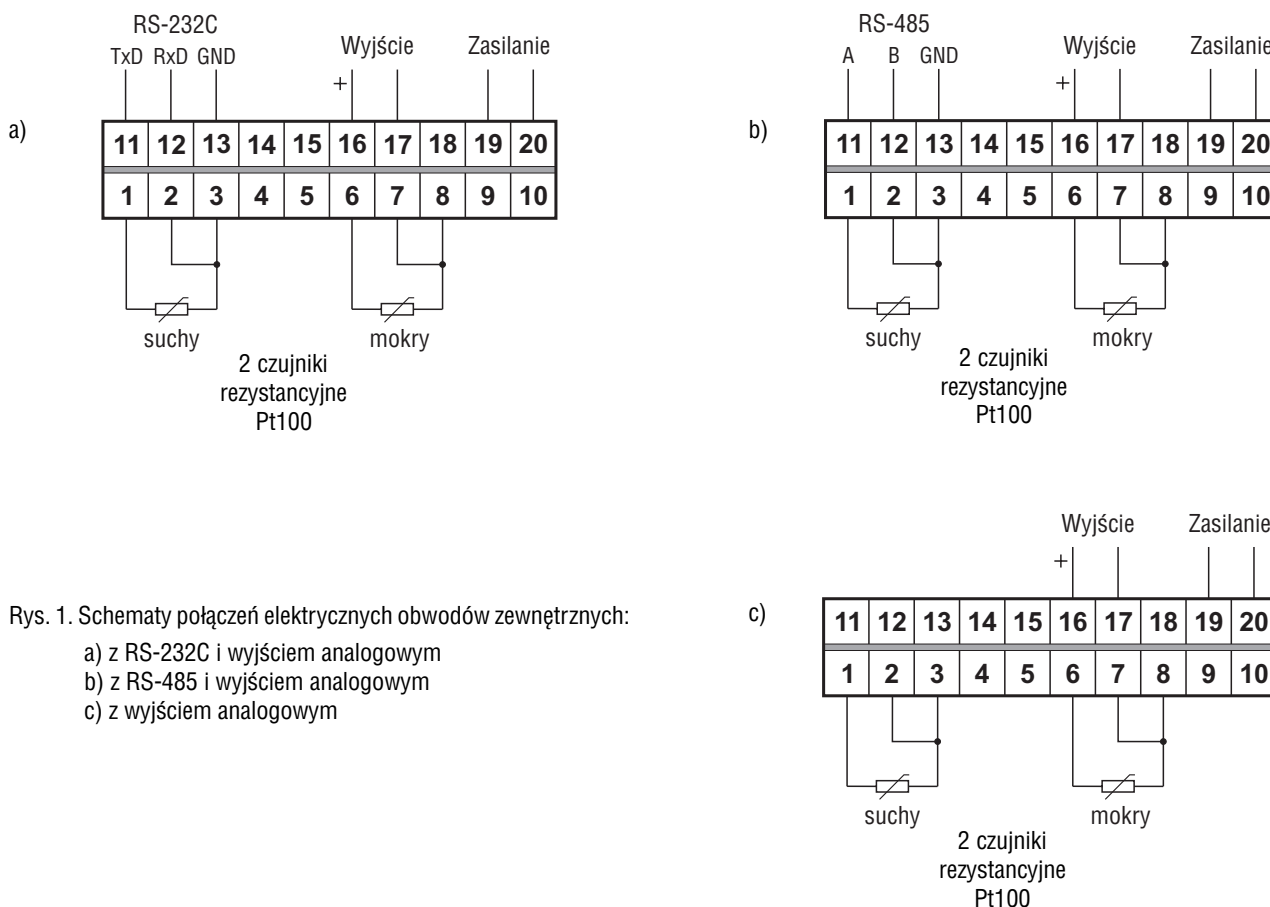 a)
RS-232C
TxD RxD GND
Wyjście
Zasilanie
+
11 12 13 14 15 16 17 18 19 20
1 2 3 4 5 6 7 8 9 10
suchy
mokry
2 czujniki
rezystancyjne
Pt100
b)
RS-485
A B GND
Wyjście
Zasilanie
+
11 12 13 14 15 16 17 18 19 20
1 2 3 4 5 6 7 8 9 10
suchy
mokry
2 czujniki
rezystancyjne
Pt100
Rys. 1. Schematy połączeń elektrycznych obwodów zewnętrznych:
a) z RS-232C i wyjściem analogowym
b) z RS-485 i wyjściem analogowym
c) z wyjściem analogowym
c)
Wyjście
Zasilanie
+
11 12 13 14 15 16 17 18 19 20
1 2 3 4 5 6 7 8 9 10
suchy
mokry
2 czujniki
rezystancyjne
Pt100